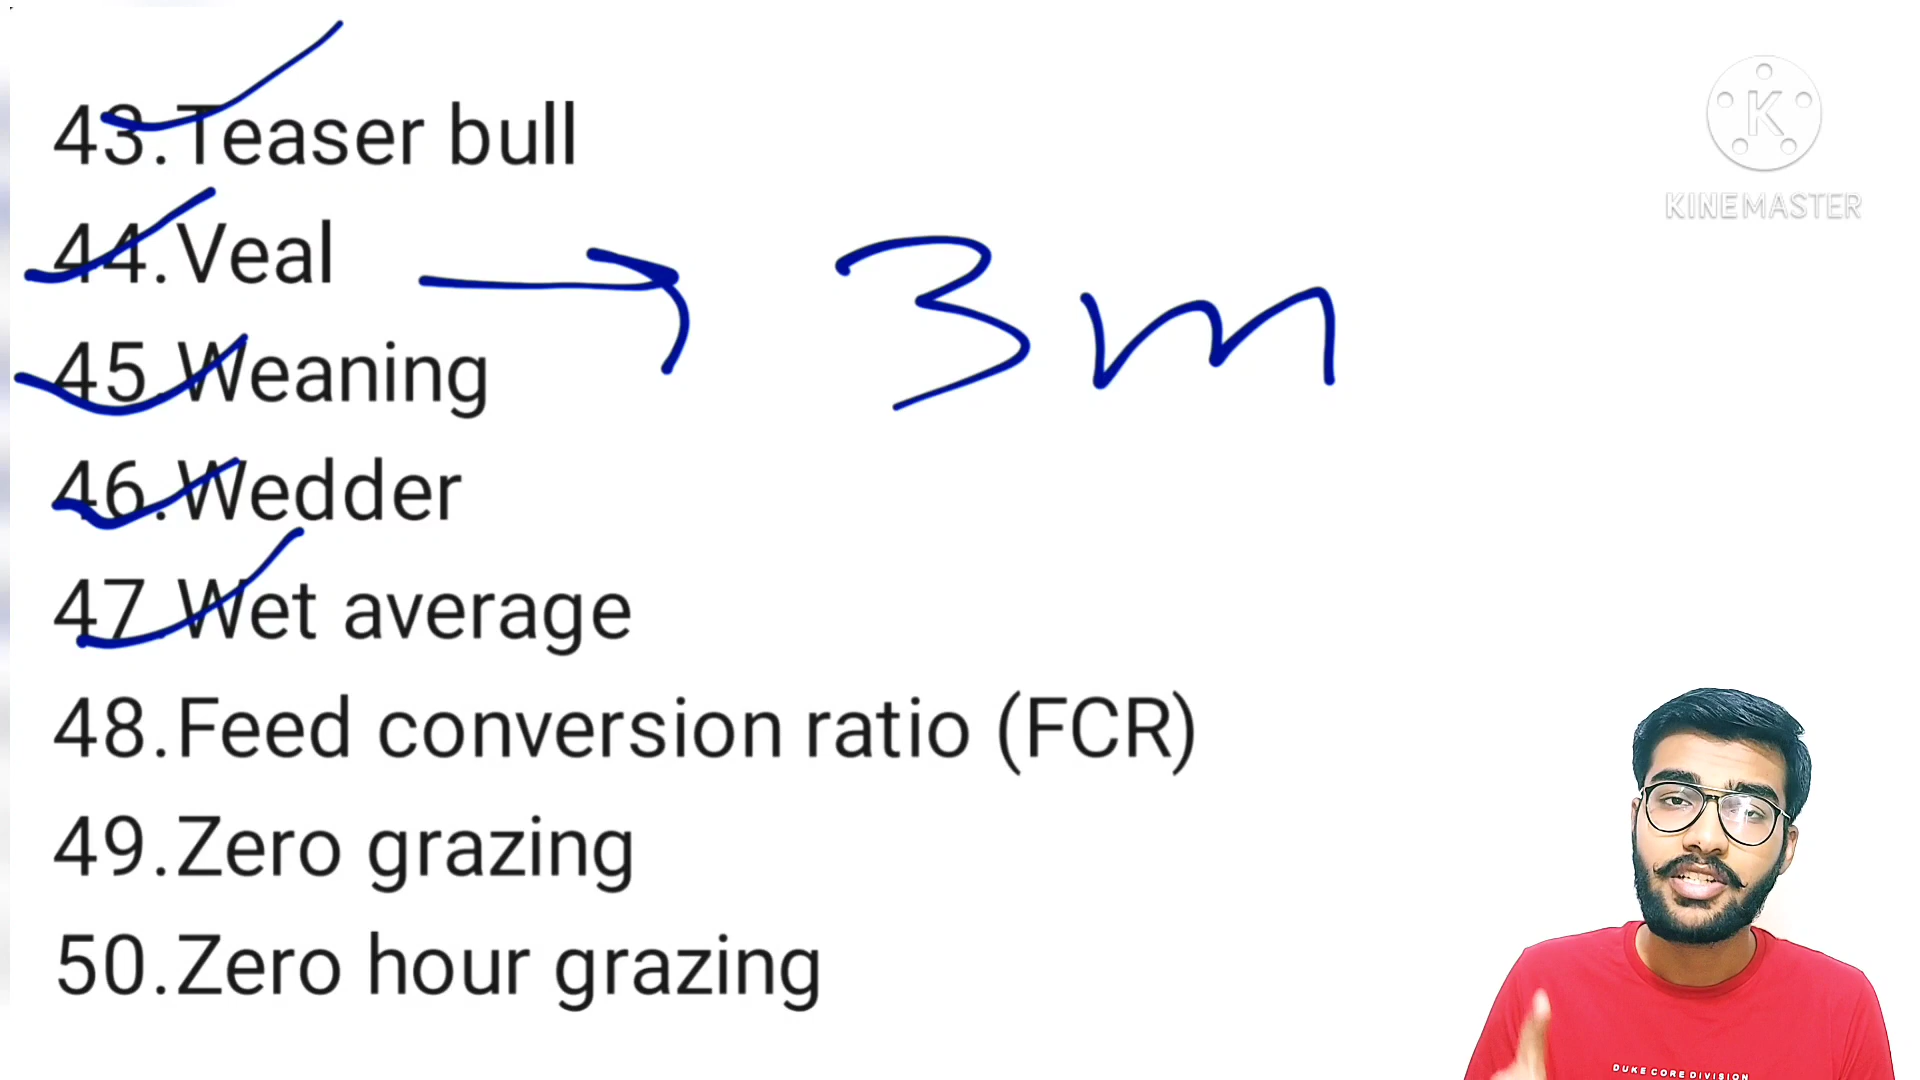 43.Teaser bull
44.Veal → 3m
45.Weaning
46.Wedder
47.Wet average
48.Feed conversion ratio (FCR)
49.Zero grazing
50.Zero hour grazing
K
KINEMASTER
DUKE CORE DIVISION